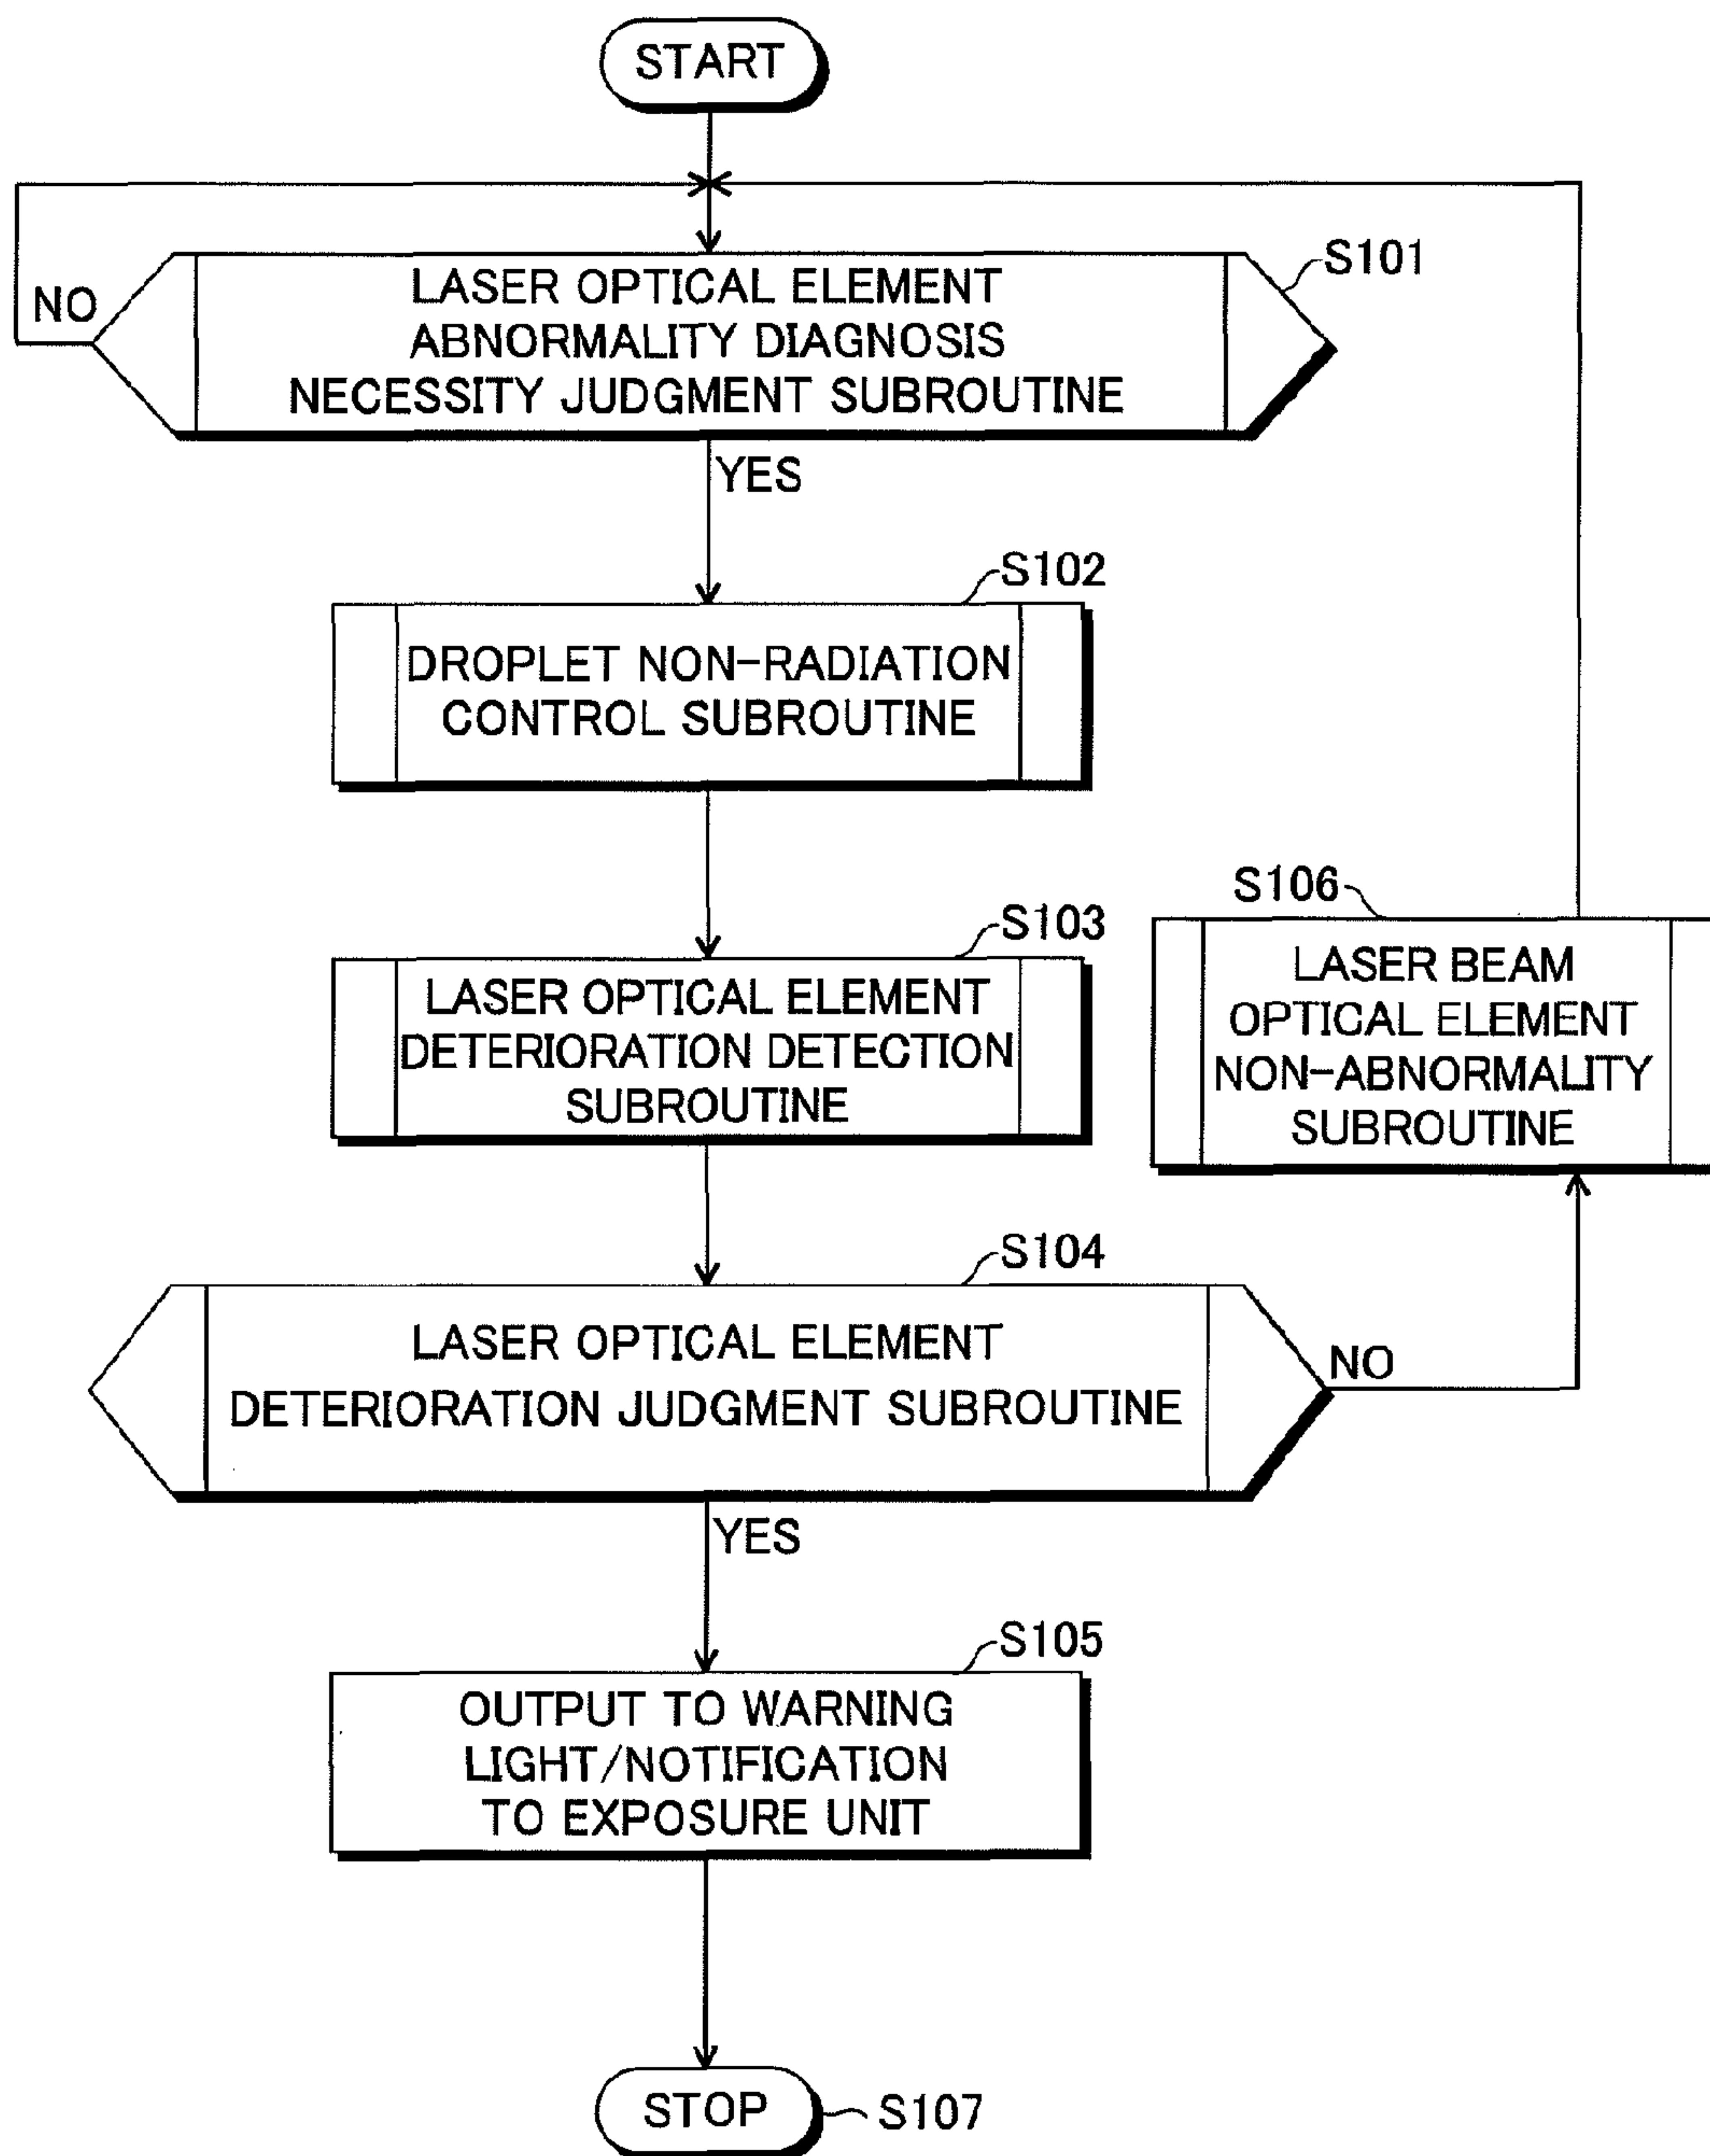 START
S101
NO
LASER OPTICAL ELEMENT
ABNORMALITY DIAGNOSIS
NECESSITY JUDGMENT SUBROUTINE
YES
S102
DROPLET NON-RADIATION
CONTROL SUBROUTINE
S103
LASER OPTICAL ELEMENT
DETERIORATION DETECTION
SUBROUTINE
S106
LASER BEAM
OPTICAL ELEMENT
NON-ABNORMALITY
SUBROUTINE
S104
LASER OPTICAL ELEMENT
DETERIORATION JUDGMENT SUBROUTINE
NO
YES
S105
OUTPUT TO WARNING
LIGHT/NOTIFICATION
TO EXPOSURE UNIT
STOP
S107